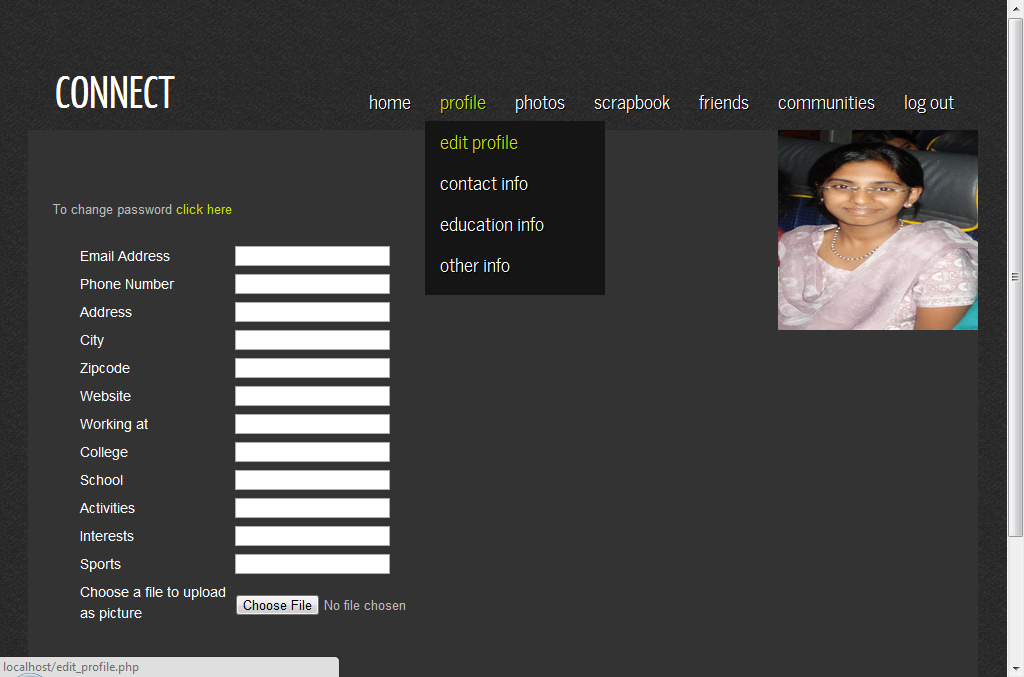 CONNECT
home profile photos scrapbook friends communities log out
edit profile
contact info
education info
other info
To change password click here
Email Address
Phone Number
Address
City
Zipcode
Website
Working at
College
School
Activities
Interests
Sports
Choose a file to upload
as picture
Choose File No file chosen
localhost/edit_profile.php